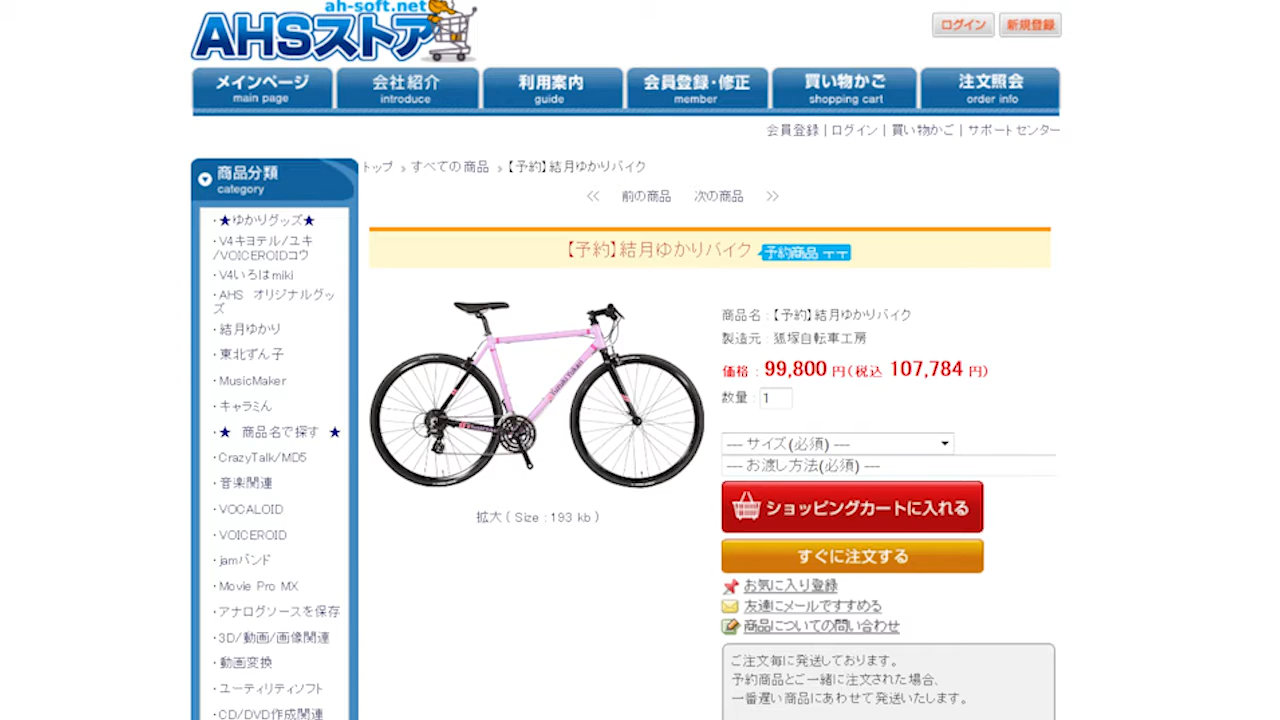 ah-soft.net
AHSストア
ログイン 新規登録
メインページ 会社紹介 利用案内 会員登録・修正 買い物かご 注文照会
main page introduce guide member shopping cart order info
会員登録 | ログイン | 買い物かご | サポートセンター
商品分類
category
・★ゆかりグッズ★
・V4キヨテル/ユキ
/VOICEROIDコウ
・V4いろはmiki
・AHS オリジナルグッ
ズ
・結月ゆかり
・東北ずん子
・MusicMaker
・キャラミん
・★ 商品名で探す ★
・CrazyTalk/MD5
・音楽関連
・VOCALOID
・VOICEROID
・jamバンド
・Movie Pro MX
・アナログソースを保存
・3D/動画/画像関連
・動画変換
・ユーティリティソフト
・CD/DVD作成関連
トップ > すべての商品 > 【予約】結月ゆかりバイク
<< 前の商品 次の商品 >>
【予約】結月ゆかりバイク 予約商品
Yuzuki Yukari
拡大 ( Size : 193 kb )
商品名 : 【予約】結月ゆかりバイク
製造元 : 狐塚自転車工房
価格 : 99,800 円(税込 107,784 円)
数量 : 1
--- サイズ(必須) ---
--- お渡し方法(必須) ---
ショッピングカートに入れる
すぐに注文する
お気に入り登録
友達にメールですすめる
商品についての問い合わせ
ご注文毎に発送しております。
予約商品とご一緒に注文された場合、
一番遅い商品にあわせて発送いたします。